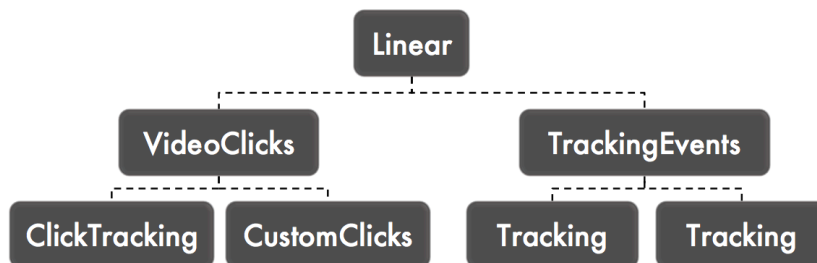 Linear
VideoClicks
TrackingEvents
ClickTracking
CustomClicks
Tracking
Tracking